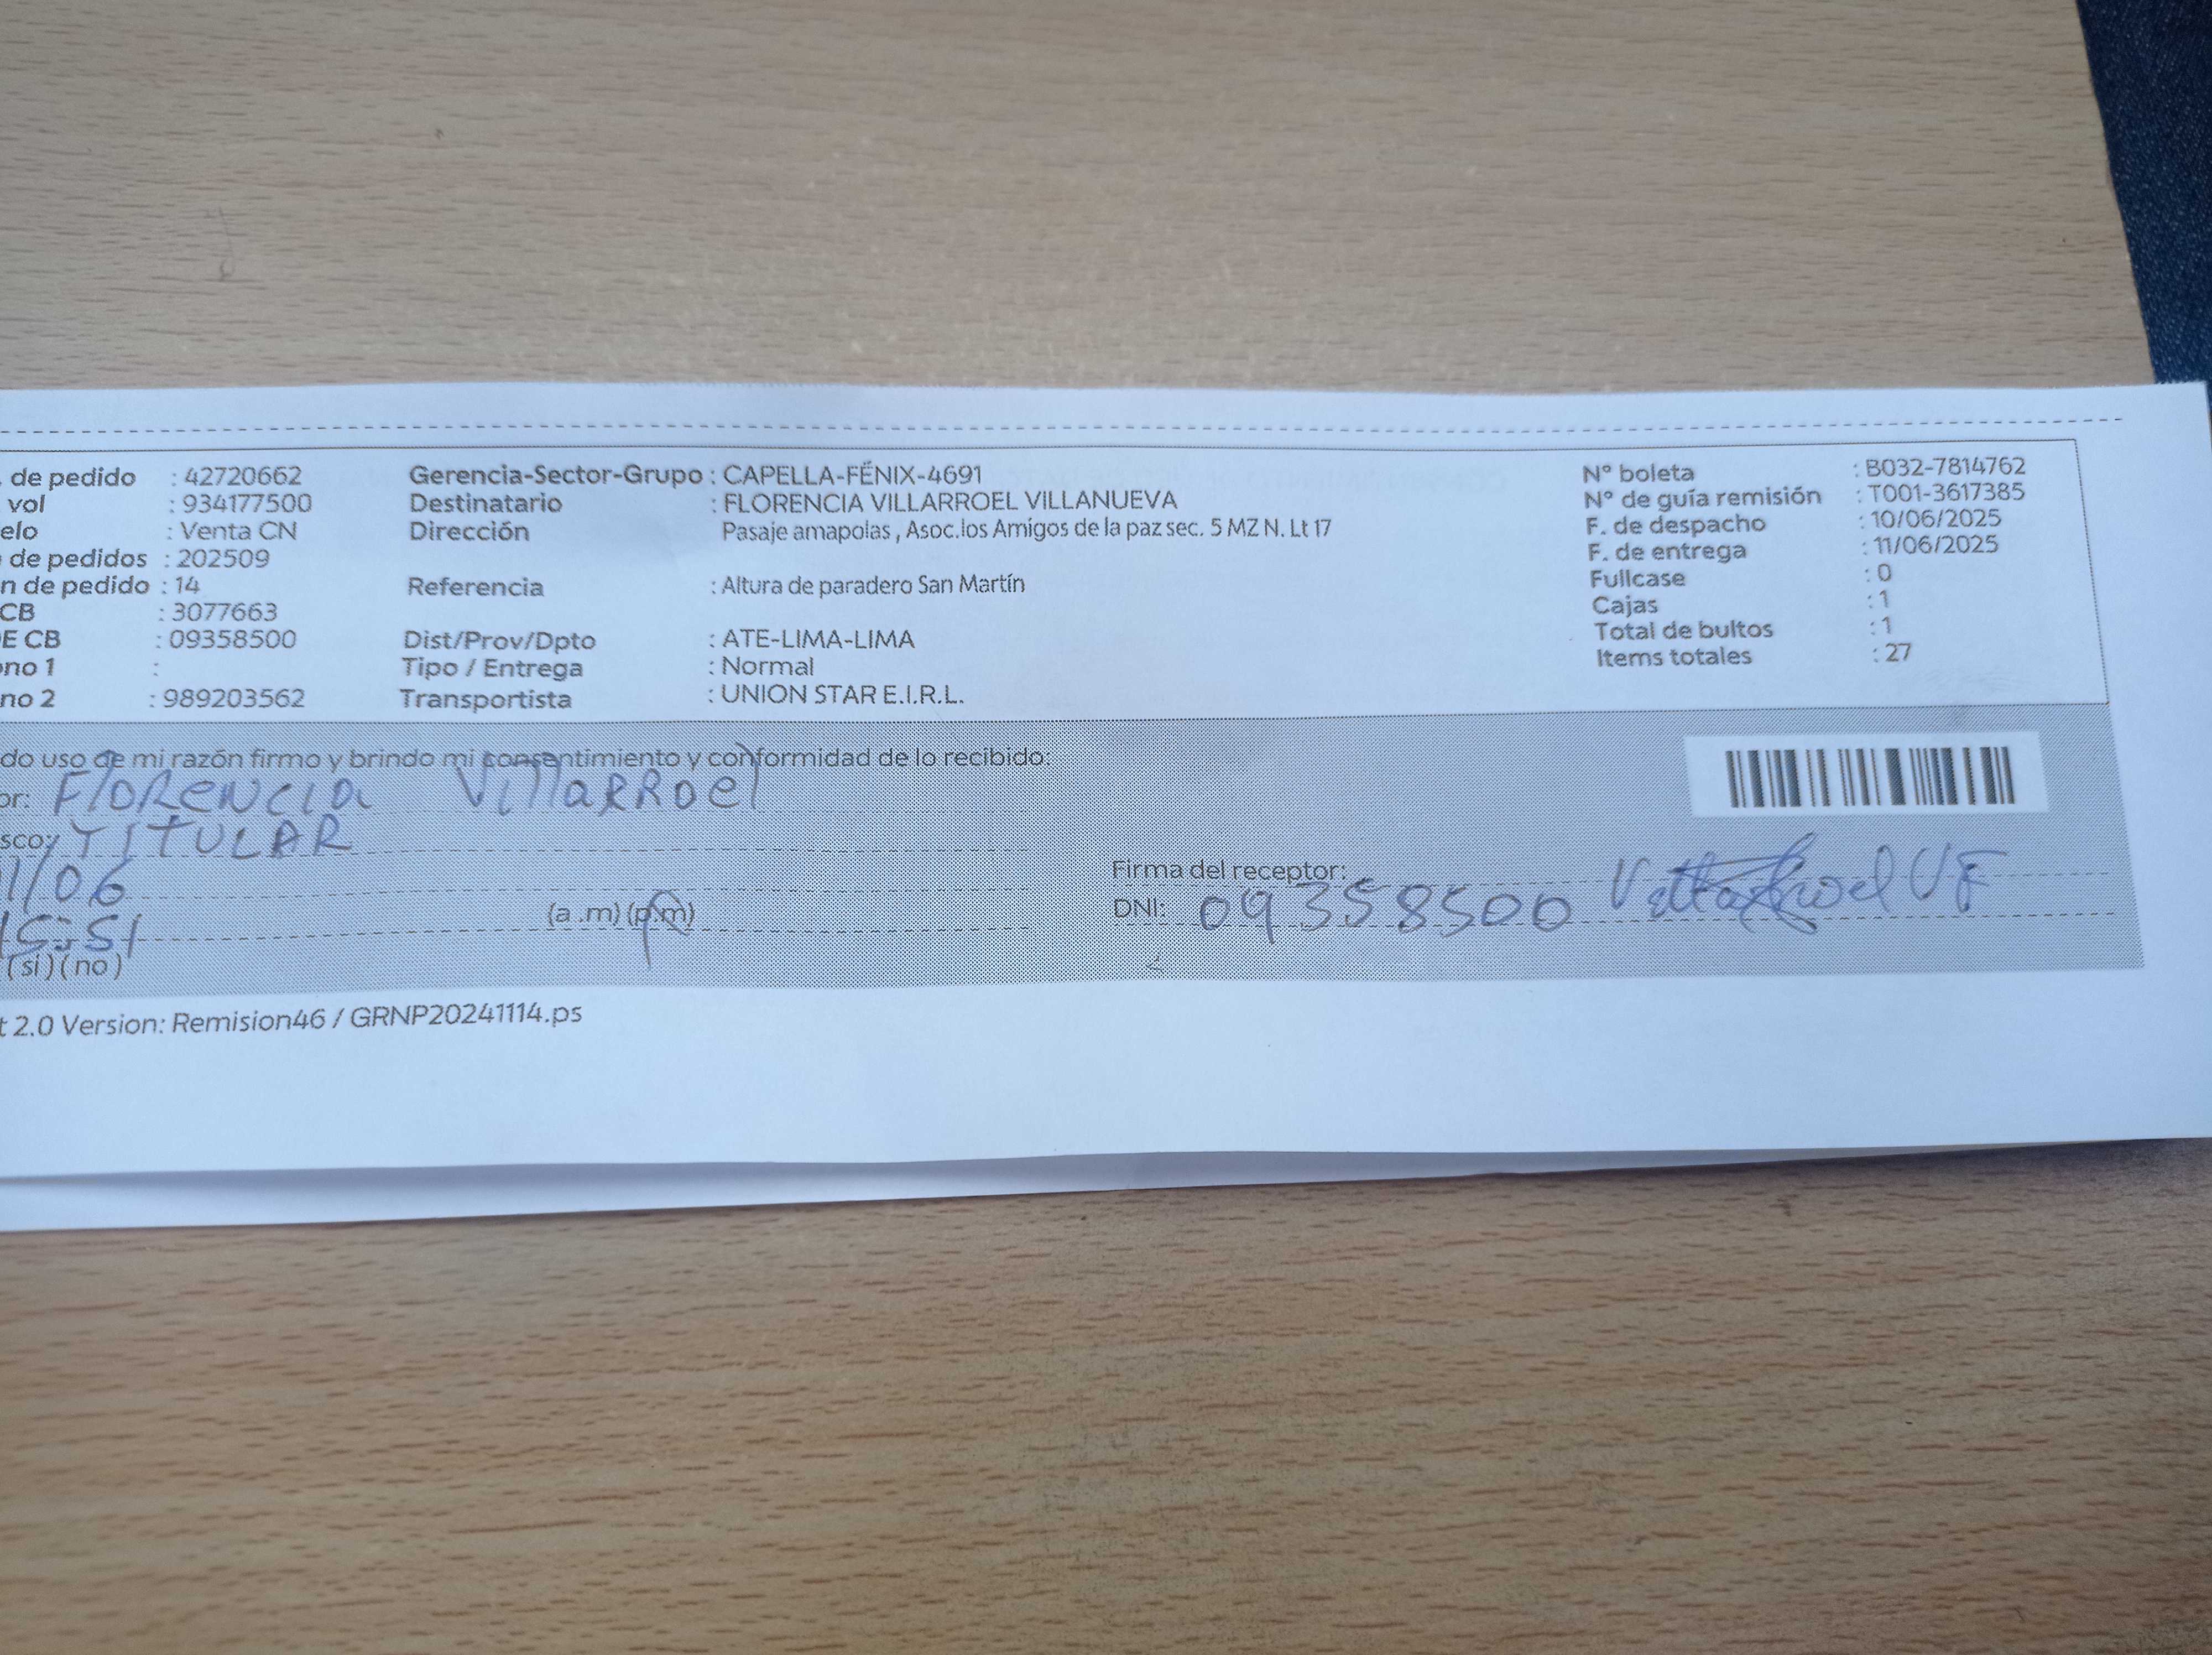 . de pedido : 42720662 Gerencia-Sector-Grupo : CAPELLA-FÉNIX-4691 N° boleta : B032-7814762
vol : 934177500 Destinatario : FLORENCIA VILLARROEL VILLANUEVA N° de guía remisión : T001-3617385
elo : Venta CN Dirección Pasaje amapolas , Asoc.los Amigos de la paz sec. 5 MZ N. Lt 17 F. de despacho : 10/06/2025
de pedidos : 202509 F. de entrega : 11/06/2025
n de pedido : 14 Referencia : Altura de paradero San Martín Fullcase : 0
CB : 3077663 Cajas : 1
E CB : 09358500 Dist/Prov/Dpto : ATE-LIMA-LIMA Total de bultos : 1
ono 1 : Tipo / Entrega : Normal Items totales : 27
no 2 : 989203562 Transportista : UNION STAR E.I.R.L.
do uso de mi razón firmo y brindo mi consentimiento y conformidad de lo recibido:
or: FlORENCIA VillaRRoel
sco: TITULAR
1/06 Firma del receptor: Villarroel V F
15:51 (a .m) (p.m) DNI: 09358500
(si) (no)
t 2.0 Version: Remision46 / GRNP20241114.ps